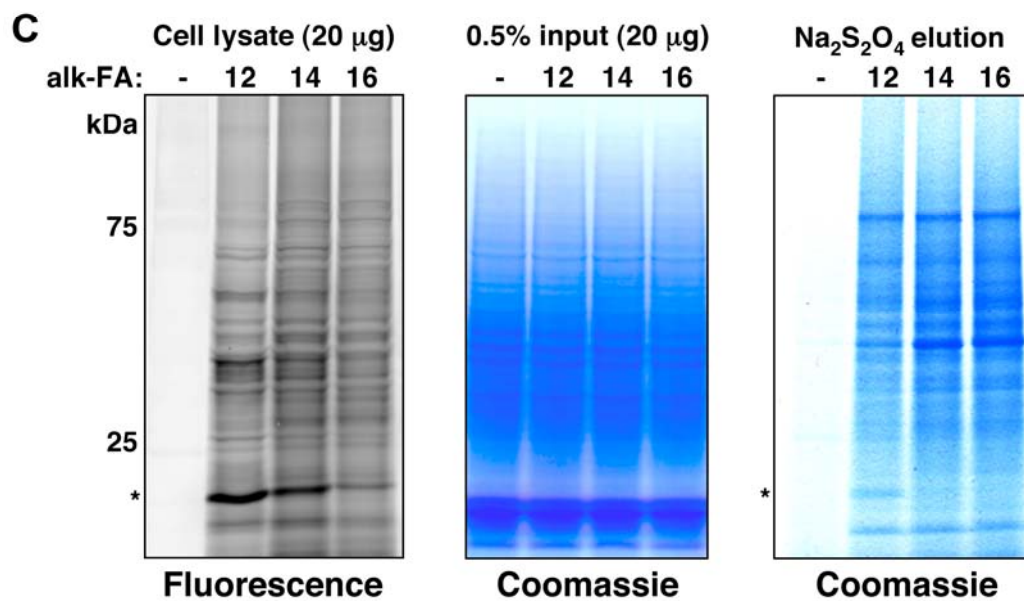 C
Cell lysate (20 μg) 0.5% input (20 μg) Na2S2O4 elution
alk-FA: - 12 14 16 - 12 14 16 - 12 14 16
kDa
75
25
* *
Fluorescence Coomassie Coomassie